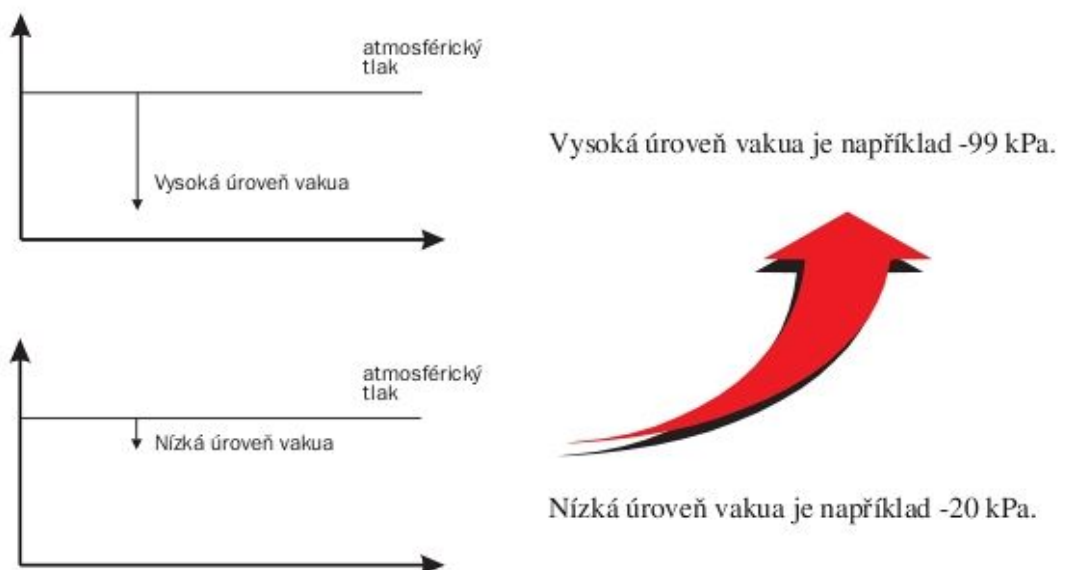 atmosférický
tlak
Vysoká úroveň vakua
Vysoká úroveň vakua je například -99 kPa.
atmosférický
tlak
Nízká úroveň vakua
Nízká úroveň vakua je například -20 kPa.